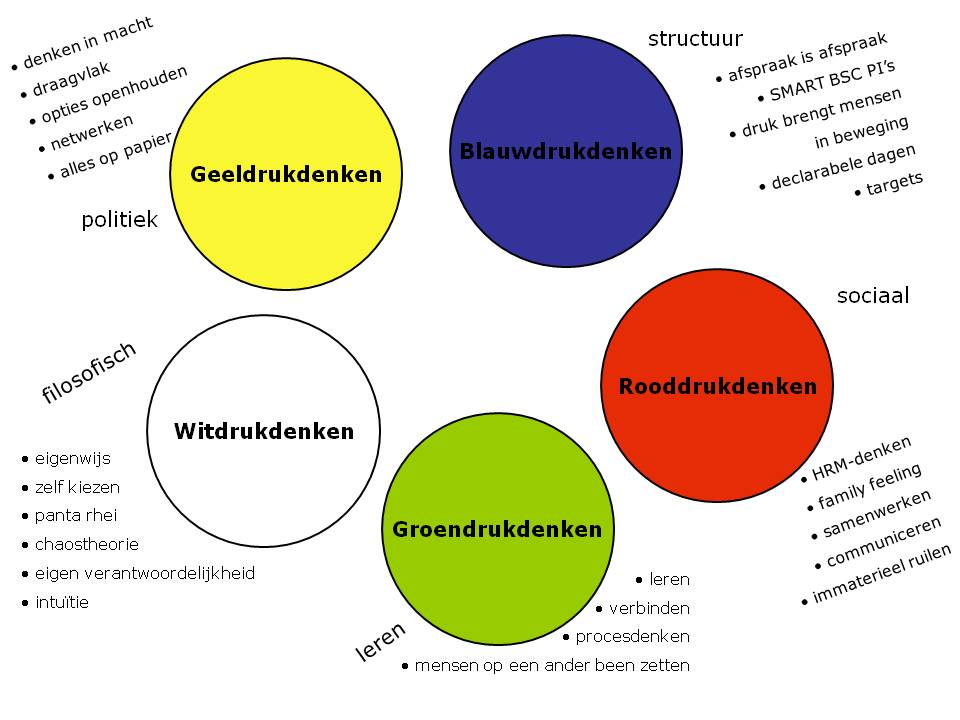 • denken in macht
• draagvlak
• opties openhouden
• netwerken
• alles op papier
politiek
Geeldrukdenken
structuur
Blauwdrukdenken
• afspraak is afspraak
• SMART BSC PI’s
• druk brengt mensen
in beweging
• declarabele dagen
• targets
sociaal
Rooddrukdenken
• HRM-denken
• family feeling
• samenwerken
• communiceren
• immaterieel ruilen
filosofisch
Witdrukdenken
• eigenwijs
• zelf kiezen
• panta rhei
• chaostheorie
• eigen verantwoordelijkheid
• intuïtie
Groendrukdenken
leren
• leren
• verbinden
• procesdenken
• mensen op een ander been zetten